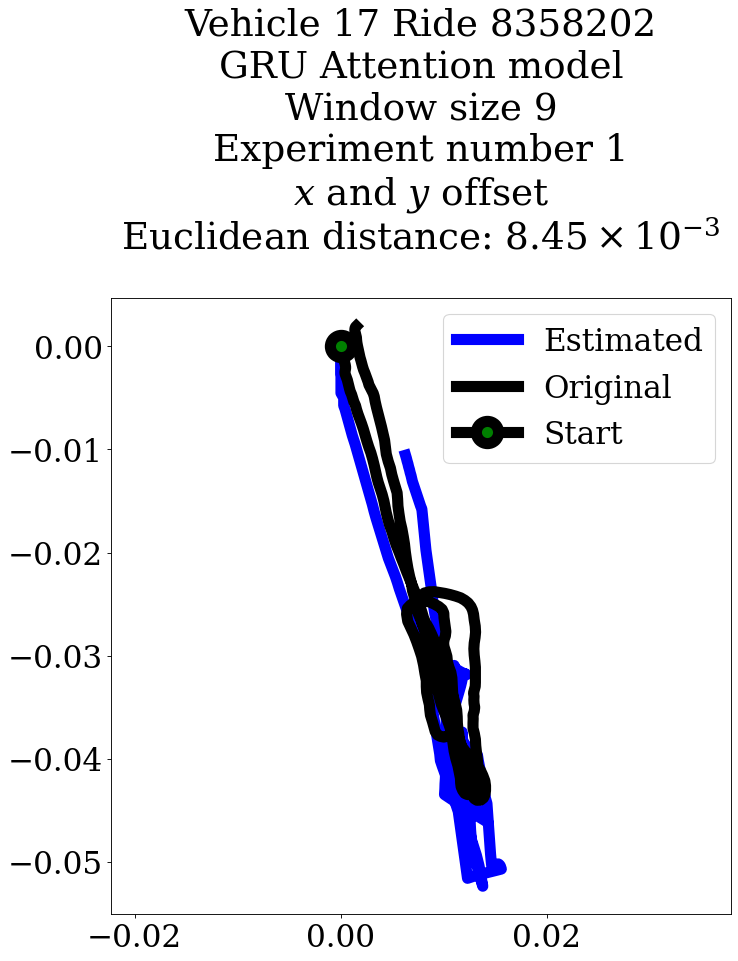 Vehicle 17 Ride 8358202
GRU Attention model
Window size 9
Experiment number 1
x and y offset
Euclidean distance: 8.45 × 10⁻³
Estimated
Original
Start
0.00
−0.01
−0.02
−0.03
−0.04
−0.05
−0.02
0.00
0.02